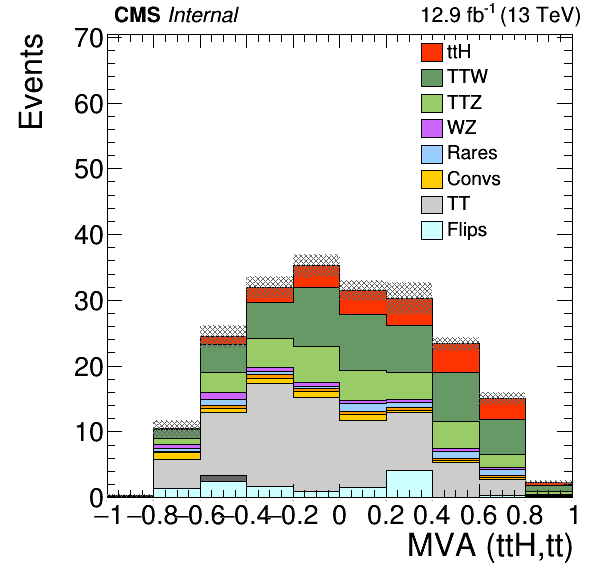 CMS Internal 12.9 fb-1 (13 TeV)
Events
70
60
50
40
30
20
10
0
ttH
TTW
TTZ
WZ
Rares
Convs
TT
Flips
−1 −0.8 −0.6 −0.4 −0.2 0 0.2 0.4 0.6 0.8 1
MVA (ttH,tt)